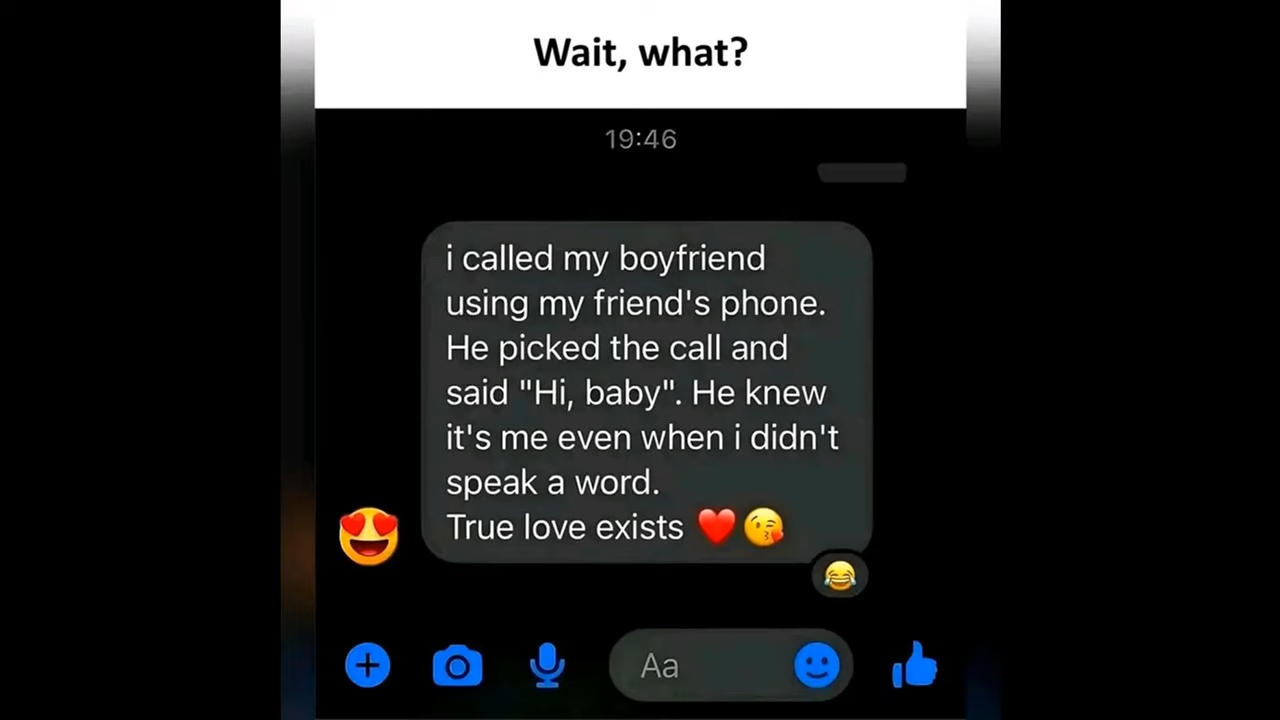 Wait, what?
19:46
i called my boyfriend
using my friend's phone.
He picked the call and
said "Hi, baby". He knew
it's me even when i didn't
speak a word.
True love exists ❤️😘
Aa